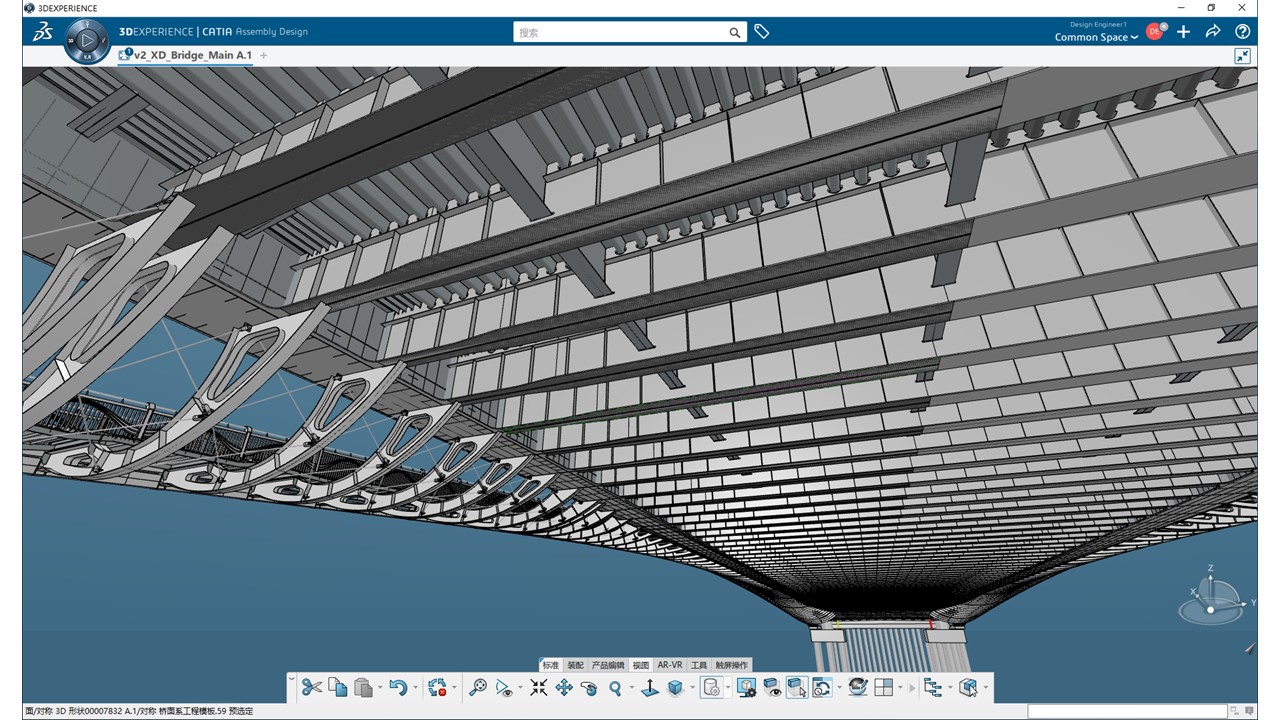 3DEXPERIENCE
3DEXPERIENCE | CATIA Assembly Design
搜索
Design Engineer1
Common Space
DE
v2_XD_Bridge_Main A.1
Z
X
Y
标准 装配 产品编辑 视图 AR-VR 工具 触屏操作
面/对称 3D 形状00007832 A.1/对称 桥面系工程模板.59 预选定